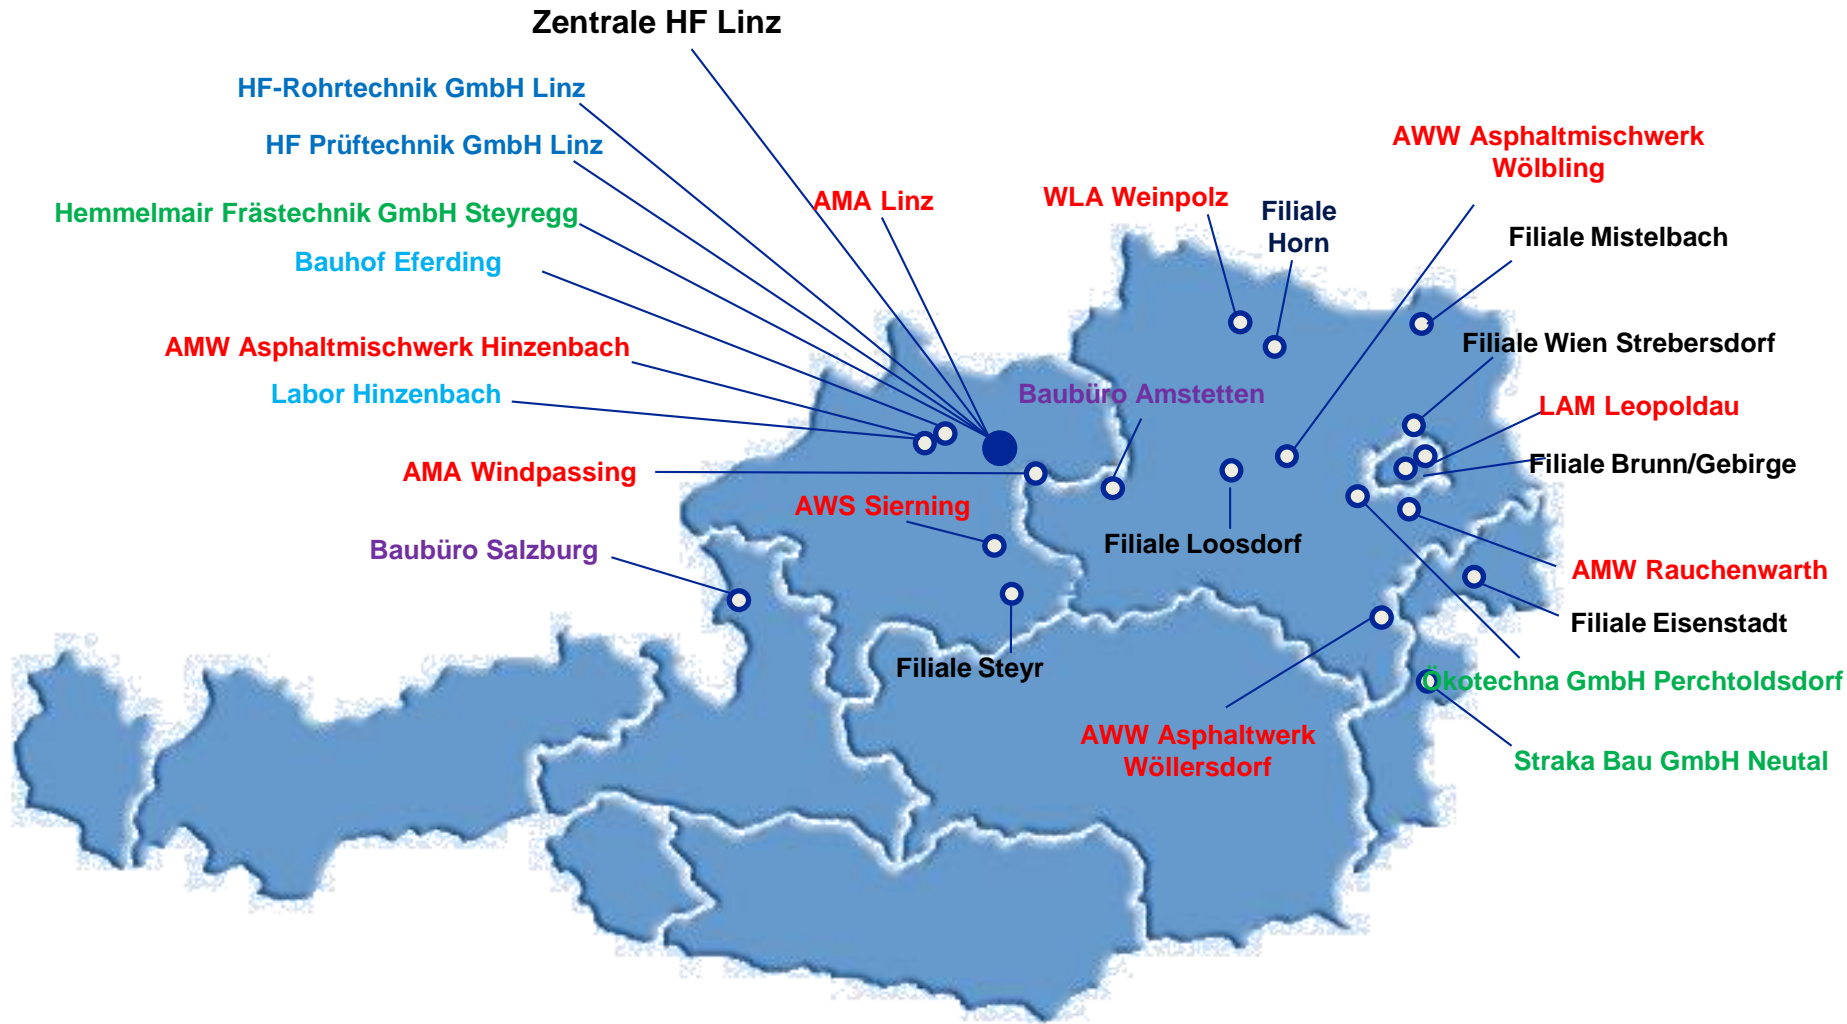 Zentrale HF Linz
HF-Rohrtechnik GmbH Linz
HF Prüftechnik GmbH Linz
AWW Asphaltmischwerk
Wölbling
AMA Linz
WLA Weinpolz
Hemmelmair Frästechnik GmbH Steyregg
Filiale
Horn
Filiale Mistelbach
Bauhof Eferding
AMW Asphaltmischwerk Hinzenbach
Filiale Wien Strebersdorf
Labor Hinzenbach
Baubüro Amstetten
LAM Leopoldau
AMA Windpassing
Filiale Brunn/Gebirge
AWS Sierning
Baubüro Salzburg
Filiale Loosdorf
AMW Rauchenwarth
Filiale Eisenstadt
Filiale Steyr
Ökotechna GmbH Perchtoldsdorf
AWW Asphaltwerk
Wöllersdorf
Straka Bau GmbH Neutal